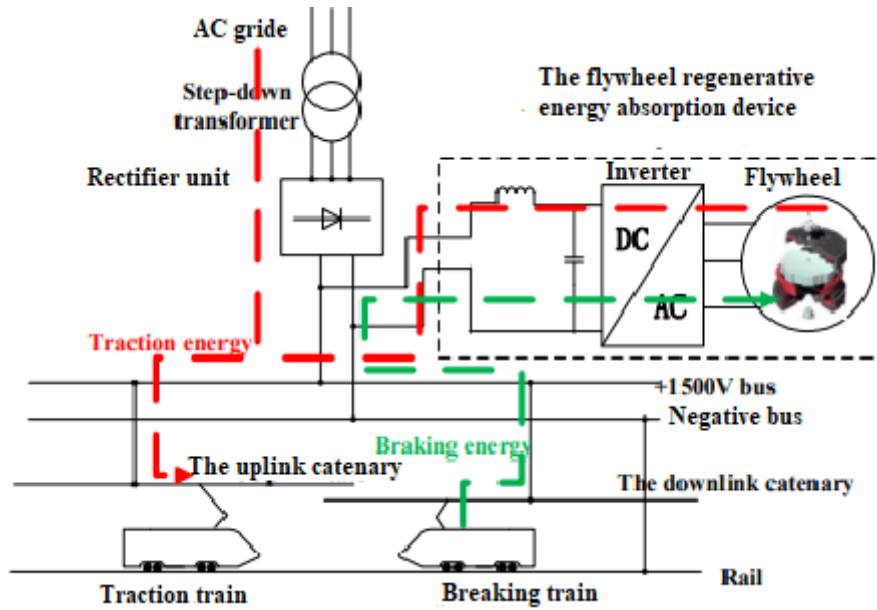 AC gride
Step-down
transformer
The flywheel regenerative
energy absorption device
Rectifier unit
Inverter
Flywheel
DC
AC
Traction energy
+1500V bus
Negative bus
Braking energy
The uplink catenary
The downlink catenary
Rail
Traction train
Breaking train